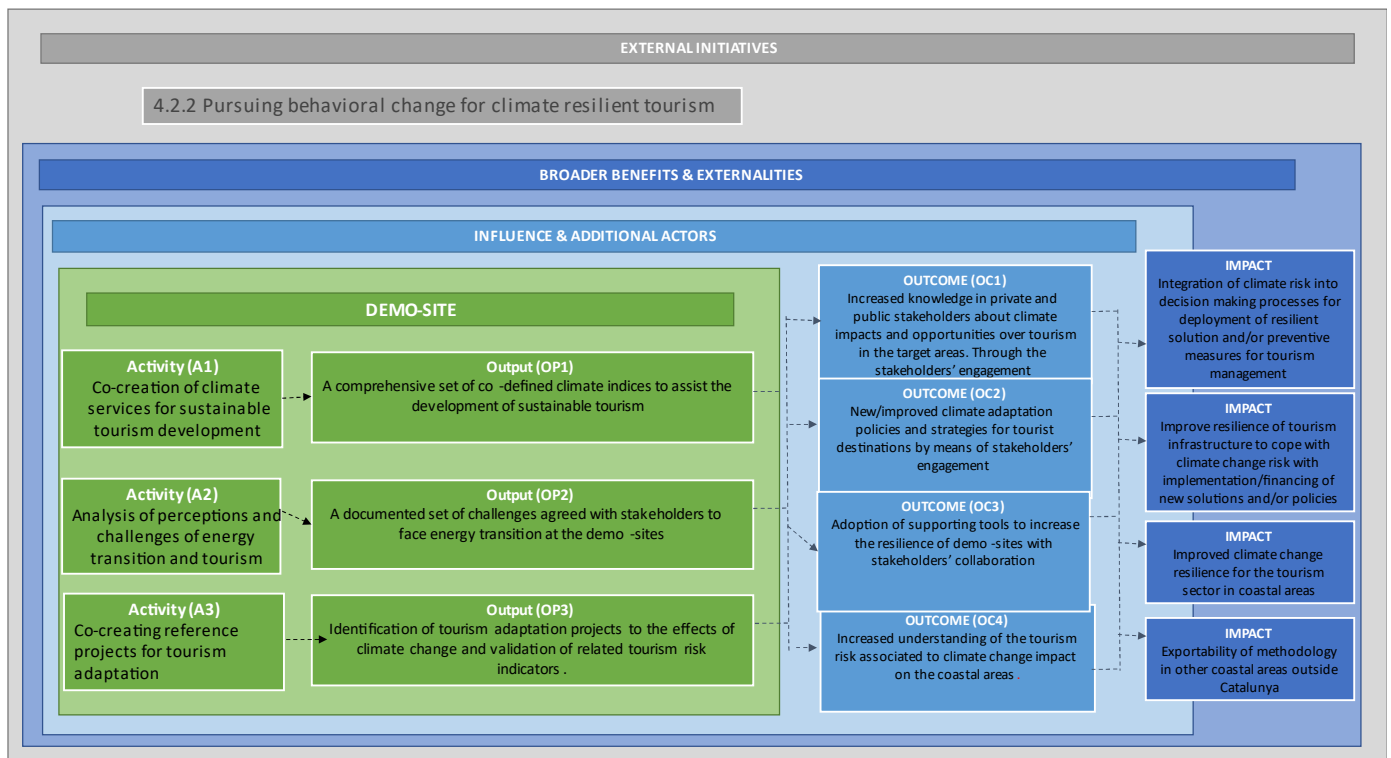 EXTERNAL INITIATIVES
4.2.2 Pursuing behavioral change for climate resilient tourism
BROADER BENEFITS & EXTERNALITIES
INFLUENCE & ADDITIONAL ACTORS
DEMO-SITE
Activity (A1)
Co-creation of climate
services for sustainable
tourism development
Output (OP1)
A comprehensive set of co -defined climate indices to assist the
development of sustainable tourism
Activity (A2)
Analysis of perceptions and
challenges of energy
transition and tourism
Output (OP2)
A documented set of challenges agreed with stakeholders to
face energy transition at the demo -sites
Activity (A3)
Co-creating reference
projects for tourism
adaptation
Output (OP3)
Identification of tourism adaptation projects to the effects of
climate change and validation of related tourism risk
indicators .
OUTCOME (OC1)
Increased knowledge in private and
public stakeholders about climate
impacts and opportunities over tourism
in the target areas. Through the
stakeholders’ engagement
OUTCOME (OC2)
New/improved climate adaptation
policies and strategies for tourist
destinations by means of stakeholders’
engagement
OUTCOME (OC3)
Adoption of supporting tools to increase
the resilience of demo -sites with
stakeholders’ collaboration
OUTCOME (OC4)
Increased understanding of the tourism
risk associated to climate change impact
on the coastal areas .
IMPACT
Integration of climate risk into
decision making processes for
deployment of resilient
solution and/or preventive
measures for tourism
management
IMPACT
Improve resilience of tourism
infrastructure to cope with
climate change risk with
implementation/financing of
new solutions and/or policies
IMPACT
Improved climate change
resilience for the tourism
sector in coastal areas
IMPACT
Exportability of methodology
in other coastal areas outside
Catalunya